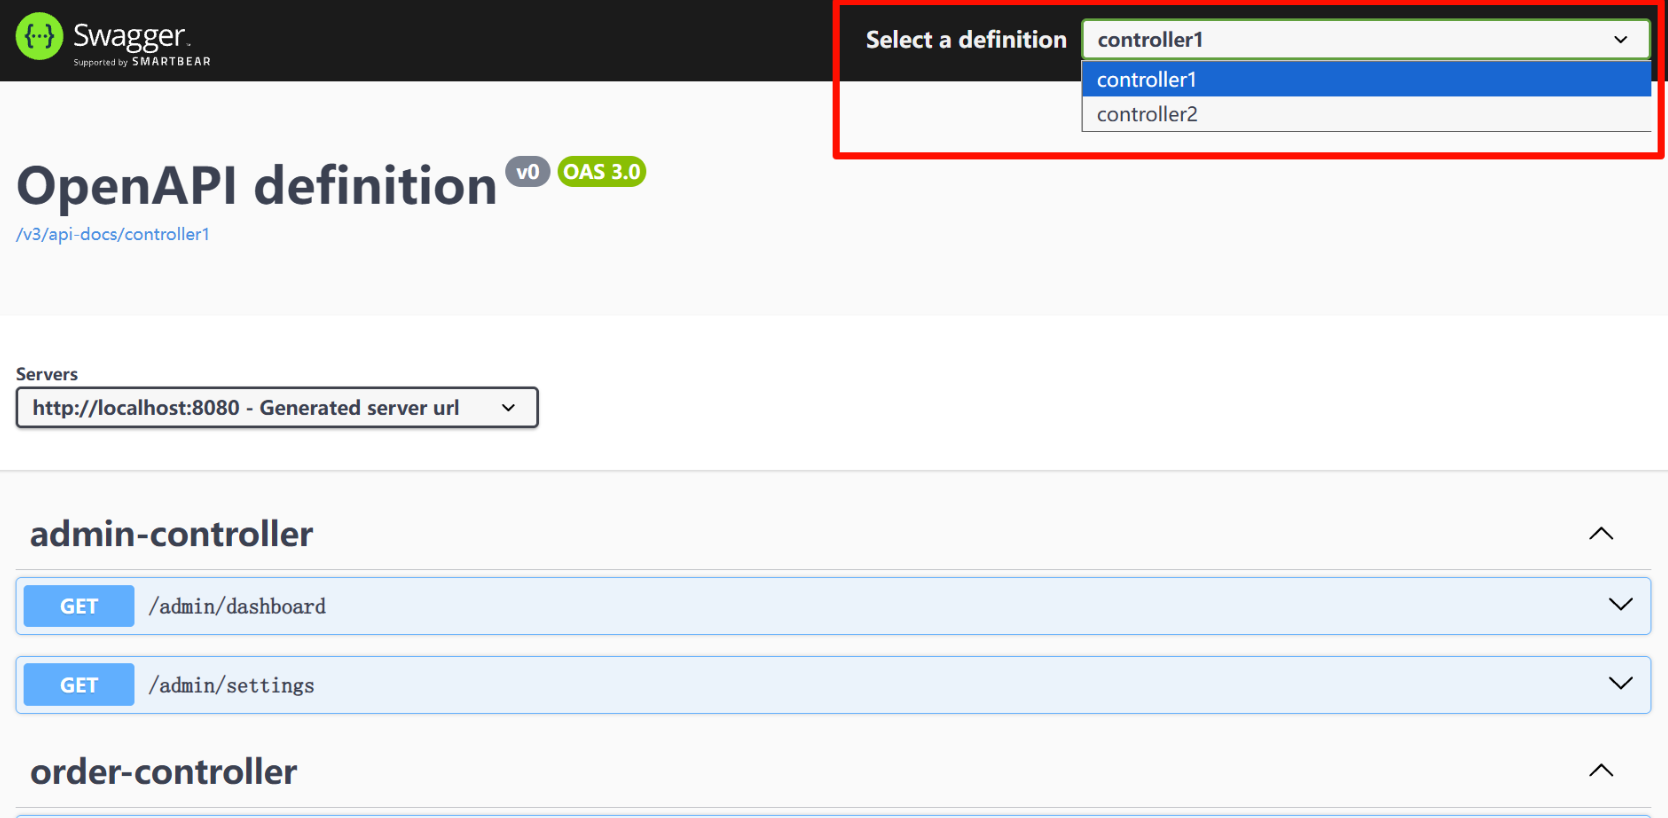 Swagger
Supported by SMARTBEAR
Select a definition
controller1
controller1
controller2
OpenAPI definition v0 OAS 3.0
/v3/api-docs/controller1
Servers
http://localhost:8080 - Generated server url
admin-controller
GET /admin/dashboard
GET /admin/settings
order-controller